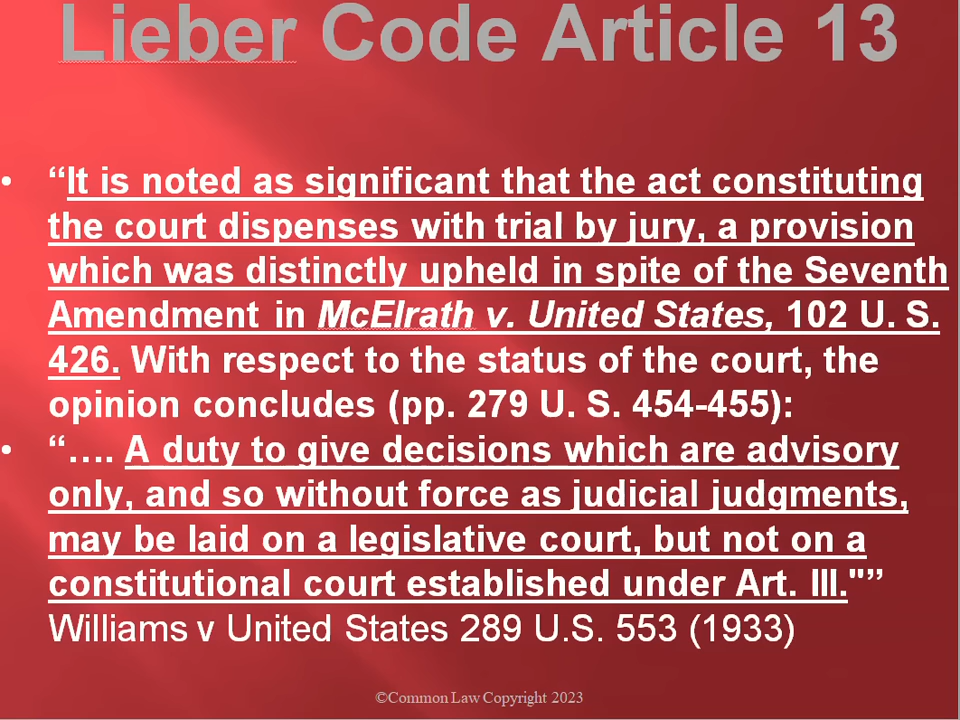 Lieber Code Article 13
• “It is noted as significant that the act constituting
the court dispenses with trial by jury, a provision
which was distinctly upheld in spite of the Seventh
Amendment in McElrath v. United States, 102 U. S.
426. With respect to the status of the court, the
opinion concludes (pp. 279 U. S. 454-455):
• “…. A duty to give decisions which are advisory
only, and so without force as judicial judgments,
may be laid on a legislative court, but not on a
constitutional court established under Art. III."”
Williams v United States 289 U.S. 553 (1933)
©Common Law Copyright 2023